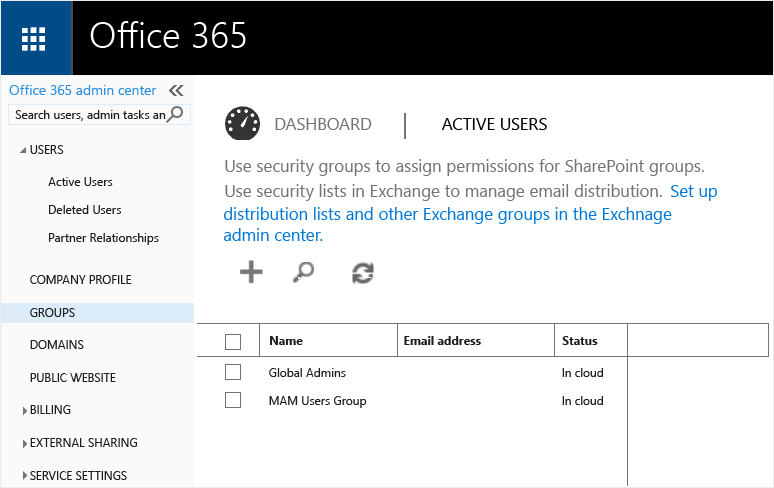 Office 365
Office 365 admin center
Search users, admin tasks an
USERS
Active Users
Deleted Users
Partner Relationships
COMPANY PROFILE
GROUPS
DOMAINS
PUBLIC WEBSITE
BILLING
EXTERNAL SHARING
SERVICE SETTINGS
DASHBOARD | ACTIVE USERS
Use security groups to assign permissions for SharePoint groups.
Use security lists in Exchange to manage email distribution. Set up
distribution lists and other Exchange groups in the Exchnage
admin center.
Name Email address Status
Global Admins In cloud
MAM Users Group In cloud